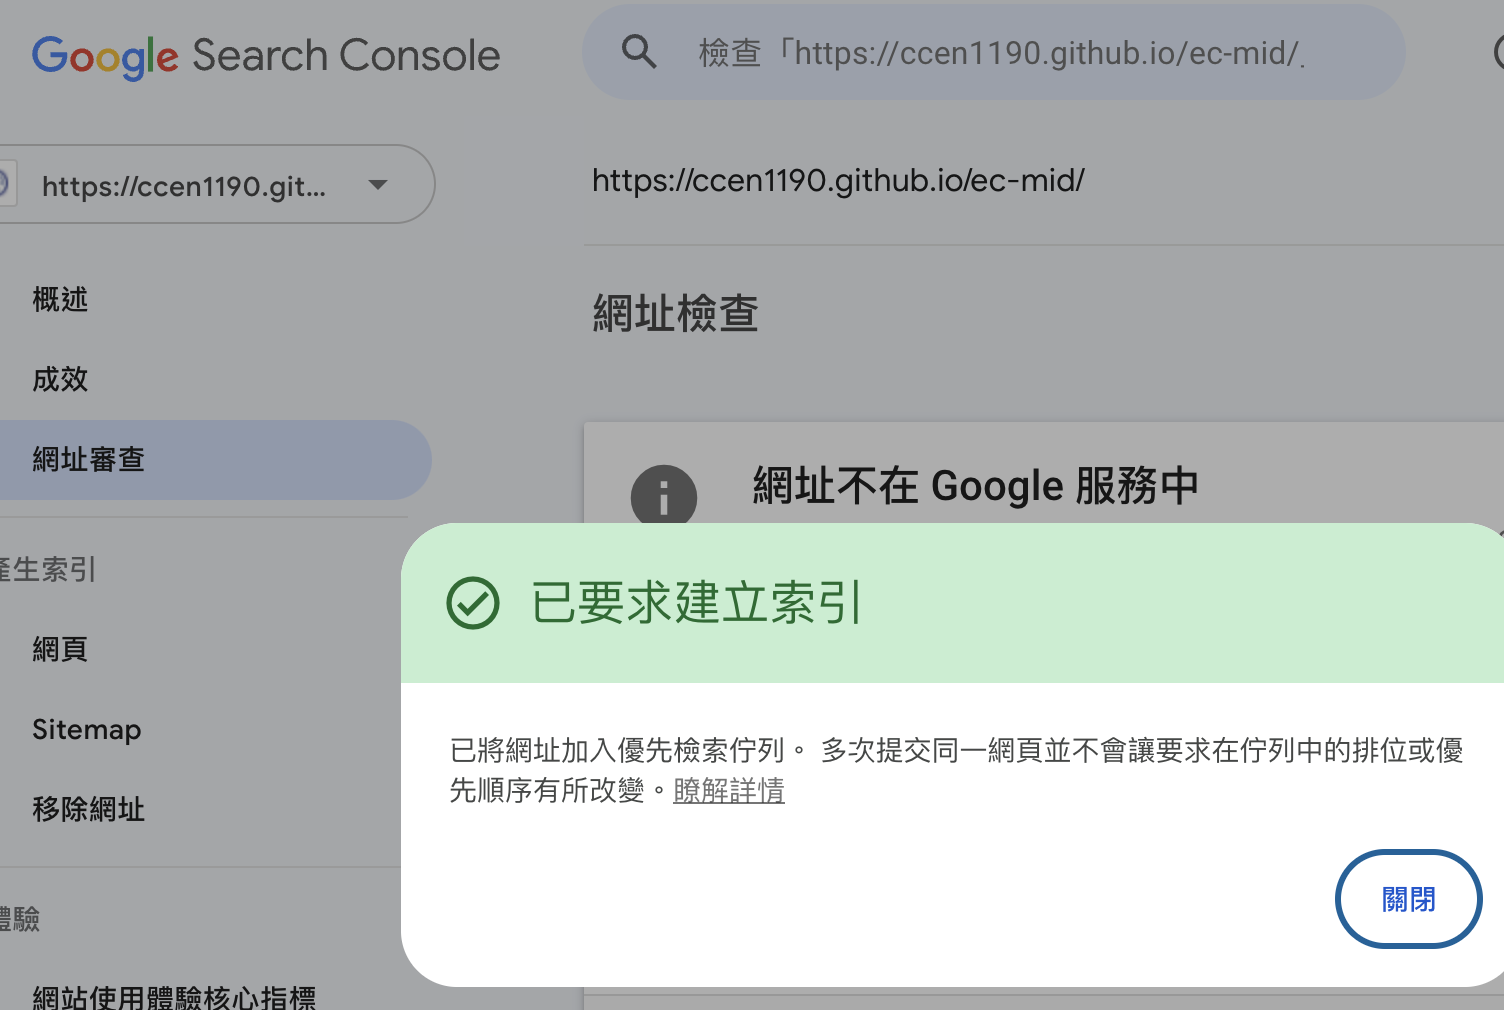 Google Search Console
檢查「https://ccen1190.github.io/ec-mid/
https://ccen1190.git...
https://ccen1190.github.io/ec-mid/
概述
網址檢查
成效
網址審查
網址不在 Google 服務中
產生索引
已要求建立索引
網頁
Sitemap
已將網址加入優先檢索佇列。 多次提交同一網頁並不會讓要求在佇列中的排位或優
先順序有所改變。瞭解詳情
移除網址
關閉
體驗
網站使用體驗核心指標